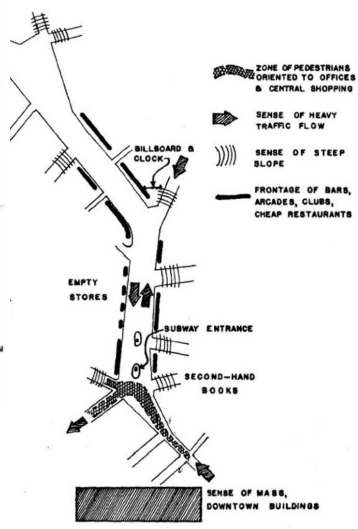 ZONE OF PEDESTRIANS
ORIENTED TO OFFICES
& CENTRAL SHOPPING
SENSE OF HEAVY
TRAFFIC FLOW
SENSE OF STEEP
SLOPE
FRONTAGE OF BARS,
ARCADES, CLUBS,
CHEAP RESTAURANTS
BILLBOARD &
CLOCK
EMPTY
STORES
SUBWAY ENTRANCE
SECOND-HAND
BOOKS
SENSE OF MASS,
DOWNTOWN BUILDINGS